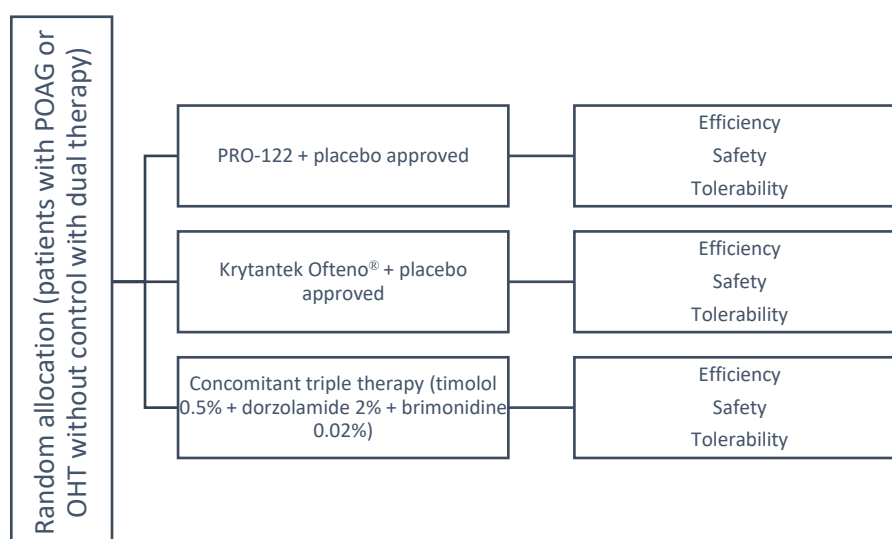 Random allocation (patients with POAG or
OHT without control with dual therapy)
PRO-122 + placebo approved
Efficiency
Safety
Tolerability
Krytantek Ofteno® + placebo
approved
Efficiency
Safety
Tolerability
Concomitant triple therapy (timolol
0.5% + dorzolamide 2% + brimonidine
0.02%)
Efficiency
Safety
Tolerability